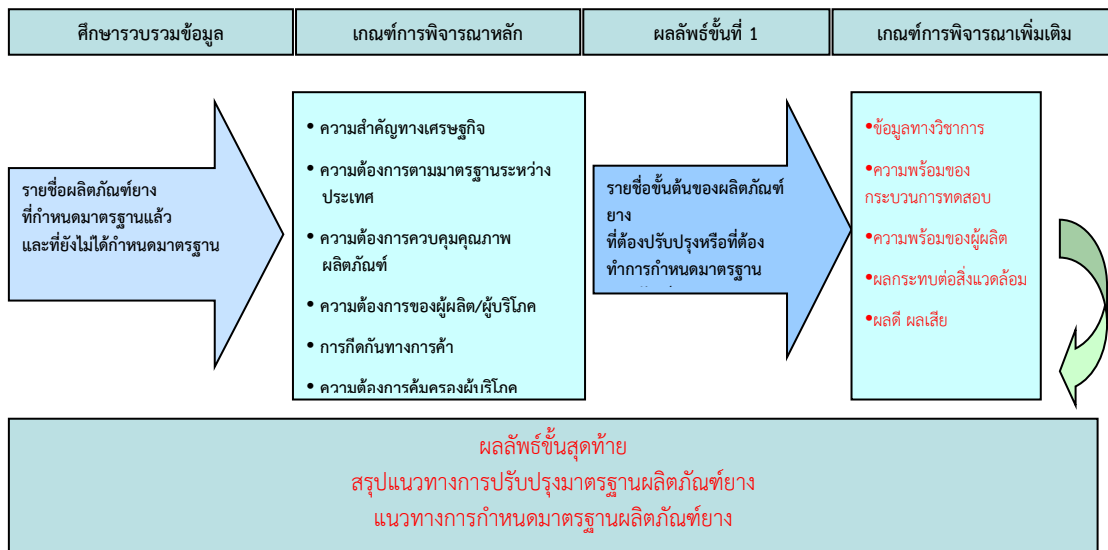 ศึกษารวบรวมข้อมูล
เกณฑ์การพิจารณาหลัก
ผลลัพธ์ขั้นที่ 1
เกณฑ์การพิจารณาเพิ่มเติม
รายชื่อผลิตภัณฑ์ยาง
ที่กำหนดมาตรฐานแล้ว
และที่ยังไม่ได้กำหนดมาตรฐาน
• ความสำคัญทางเศรษฐกิจ
• ความต้องการตามมาตรฐานระหว่าง
ประเทศ
• ความต้องการควบคุมคุณภาพ
ผลิตภัณฑ์
• ความต้องการของผู้ผลิต/ผู้บริโภค
• การกีดกันทางการค้า
• ความต้องการคุ้มครองผู้บริโภค
รายชื่อขั้นต้นของผลิตภัณฑ์
ยาง
ที่ต้องปรับปรุงหรือที่ต้อง
ทำการกำหนดมาตรฐาน
•ข้อมูลทางวิชาการ
•ความพร้อมของ
กระบวนการทดสอบ
•ความพร้อมของผู้ผลิต
•ผลกระทบต่อสิ่งแวดล้อม
•ผลดี ผลเสีย
ผลลัพธ์ขั้นสุดท้าย
สรุปแนวทางการปรับปรุงมาตรฐานผลิตภัณฑ์ยาง
แนวทางการกำหนดมาตรฐานผลิตภัณฑ์ยาง